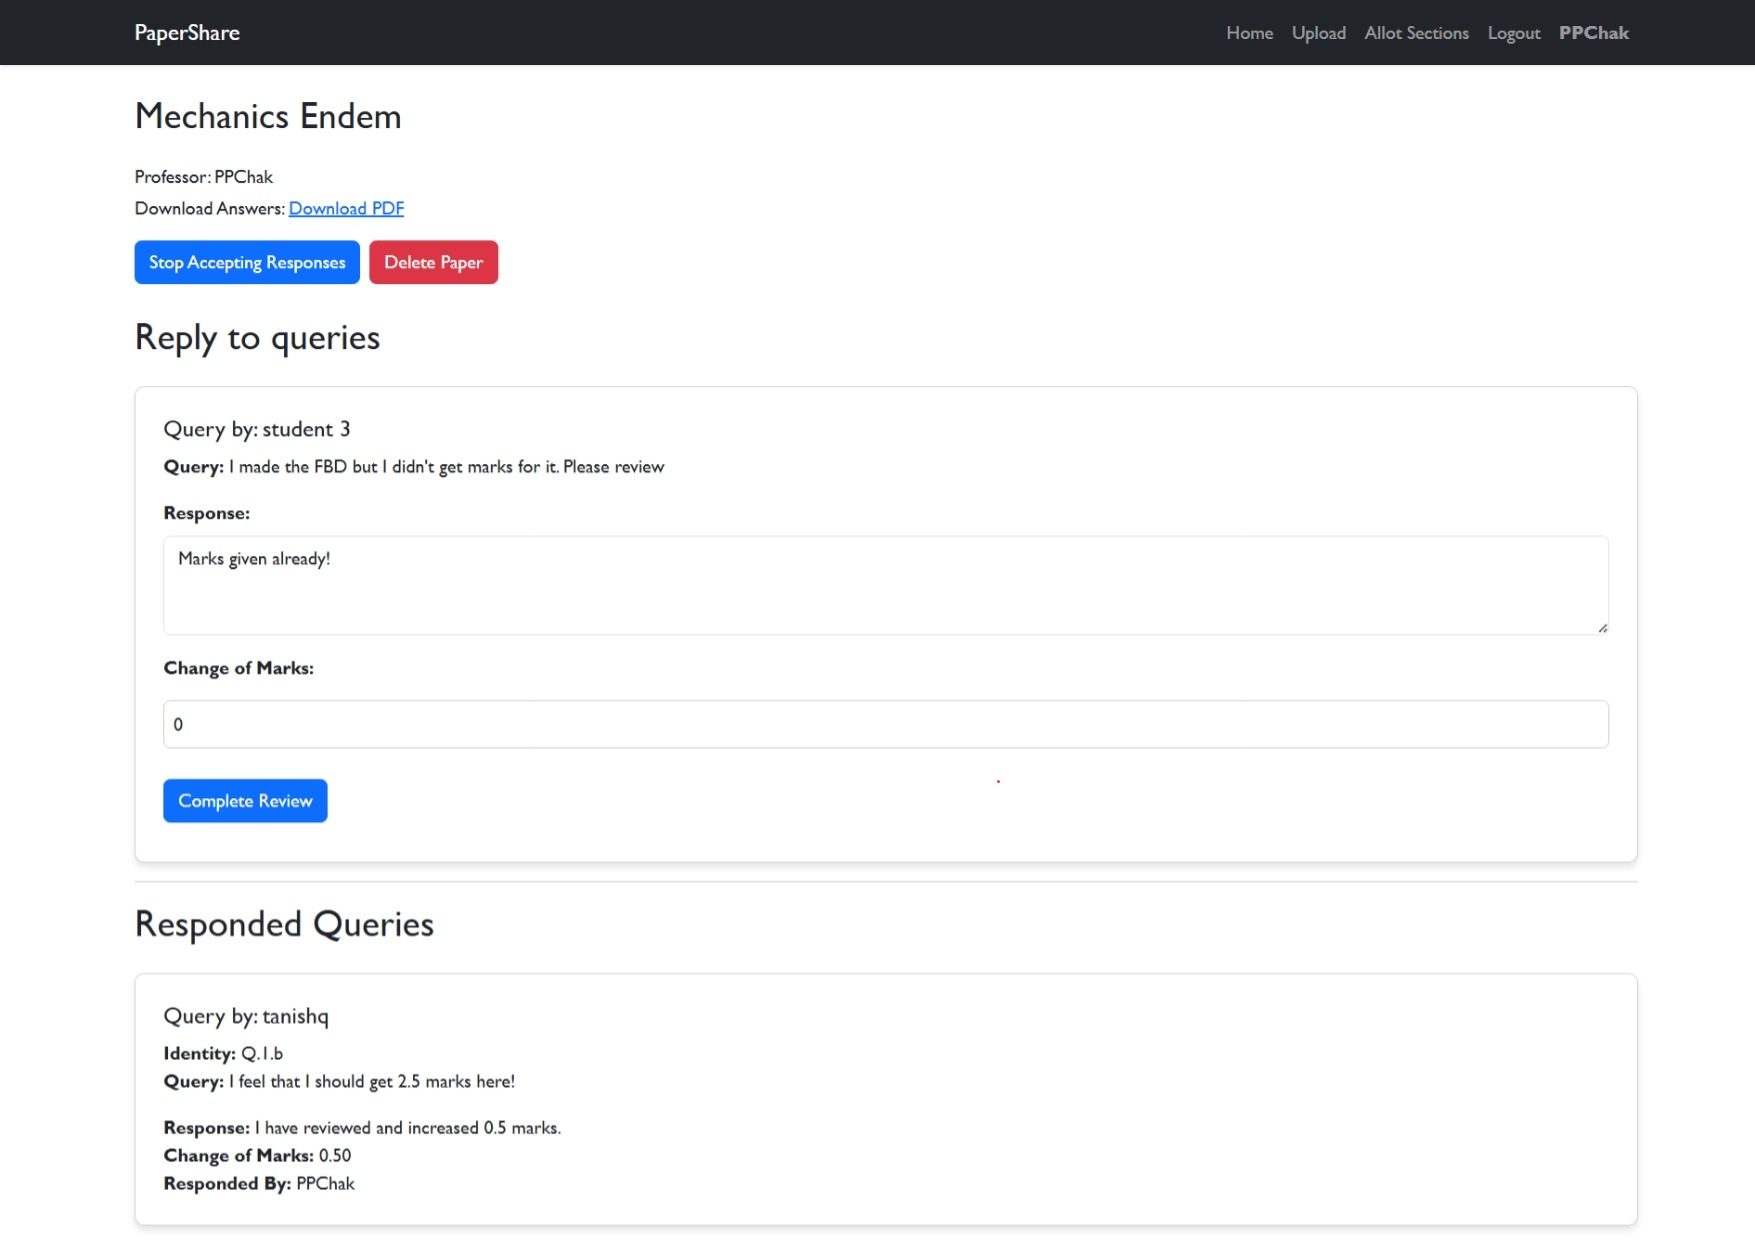 PaperShare
Home Upload Allot Sections Logout PPChak
Mechanics Endem
Professor: PPChak
Download Answers: Download PDF
Stop Accepting Responses Delete Paper
Reply to queries
Query by: student 3
Query: I made the FBD but I didn't get marks for it. Please review
Response:
Marks given already!
Change of Marks:
0
Complete Review
Responded Queries
Query by: tanishq
Identity: Q.1.b
Query: I feel that I should get 2.5 marks here!
Response: I have reviewed and increased 0.5 marks.
Change of Marks: 0.50
Responded By: PPChak